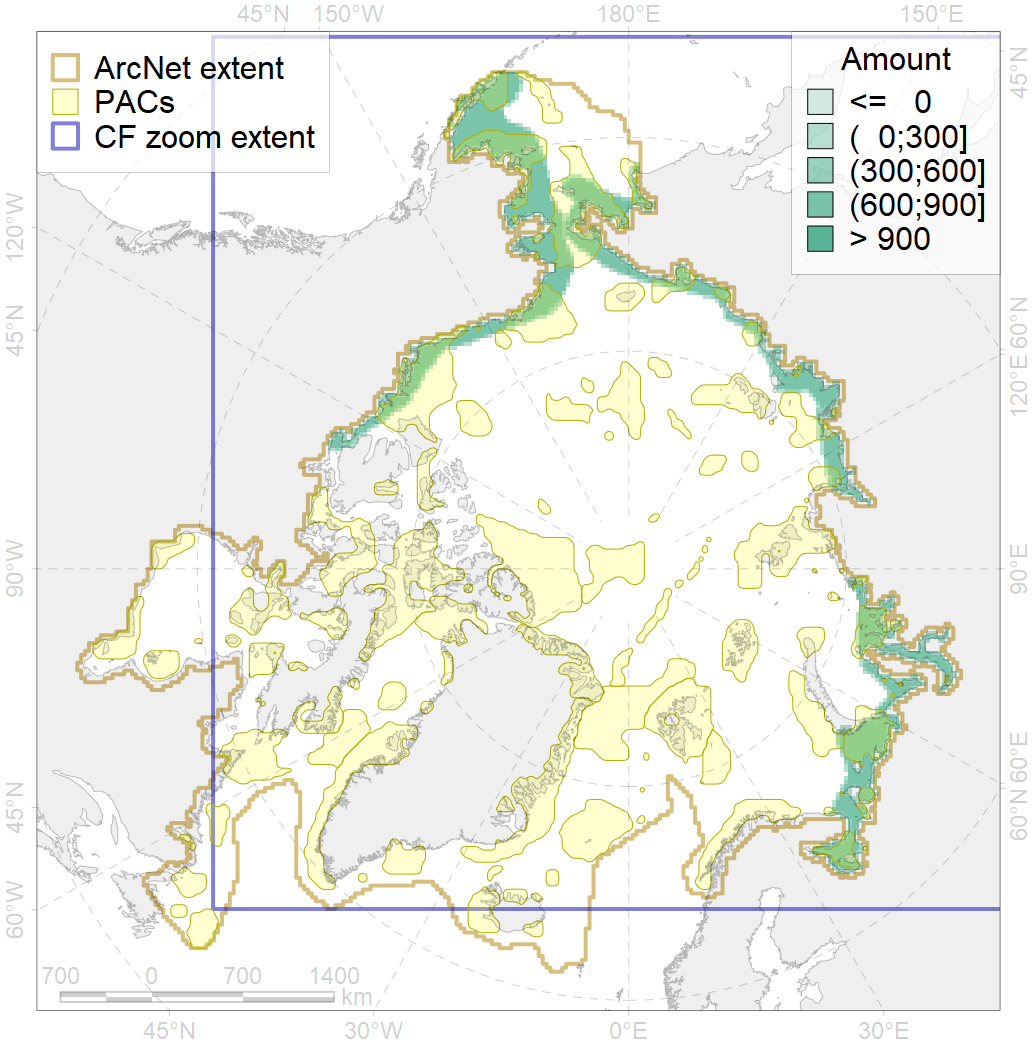 45°N 150°W 180°E 150°E
ArcNet extent
PACs
CF zoom extent
Amount
<= 0
( 0;300]
(300;600]
(600;900]
> 900
45°N
120°W
60°N
45°N
120°E
90°W
90°E
60°E
45°N
60°N
60°W
700 0 700 1400
km
45°N 30°W 0°E 30°E